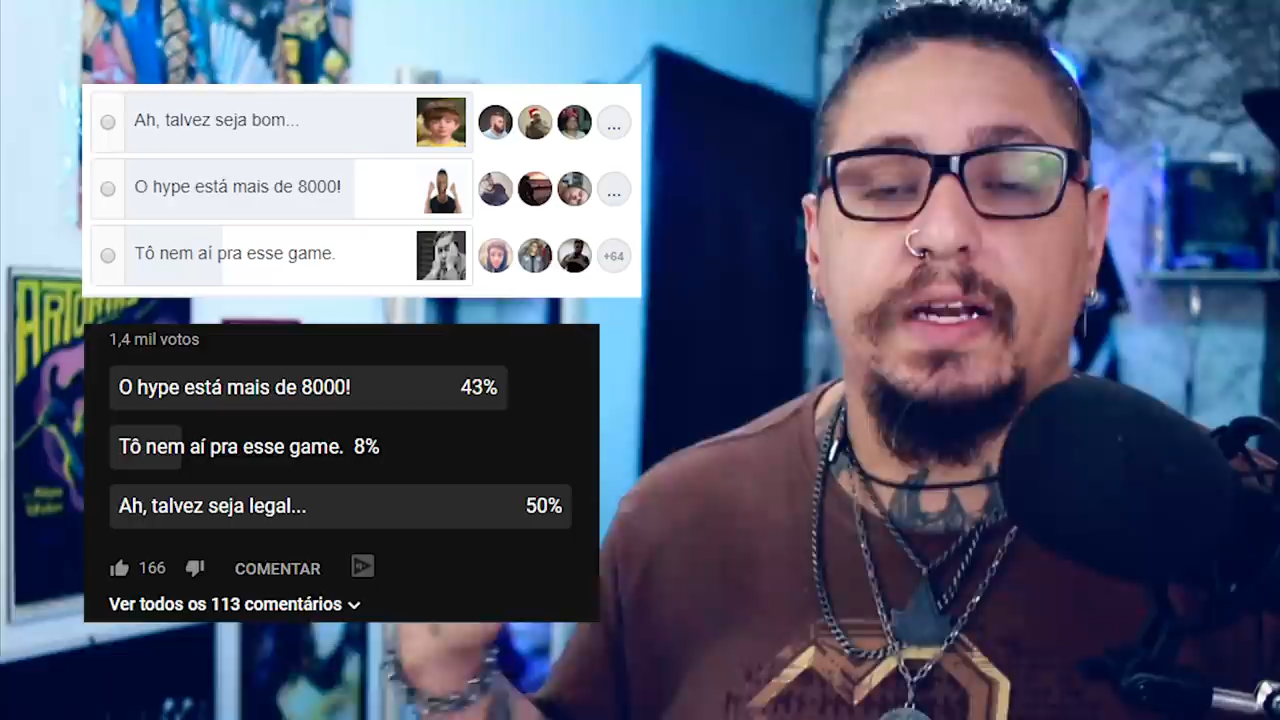 Ah, talvez seja bom...
...
O hype está mais de 8000!
...
Tô nem aí pra esse game.
+64
1,4 mil votos
O hype está mais de 8000! 43%
Tô nem aí pra esse game. 8%
Ah, talvez seja legal... 50%
166 COMENTAR
Ver todos os 113 comentários